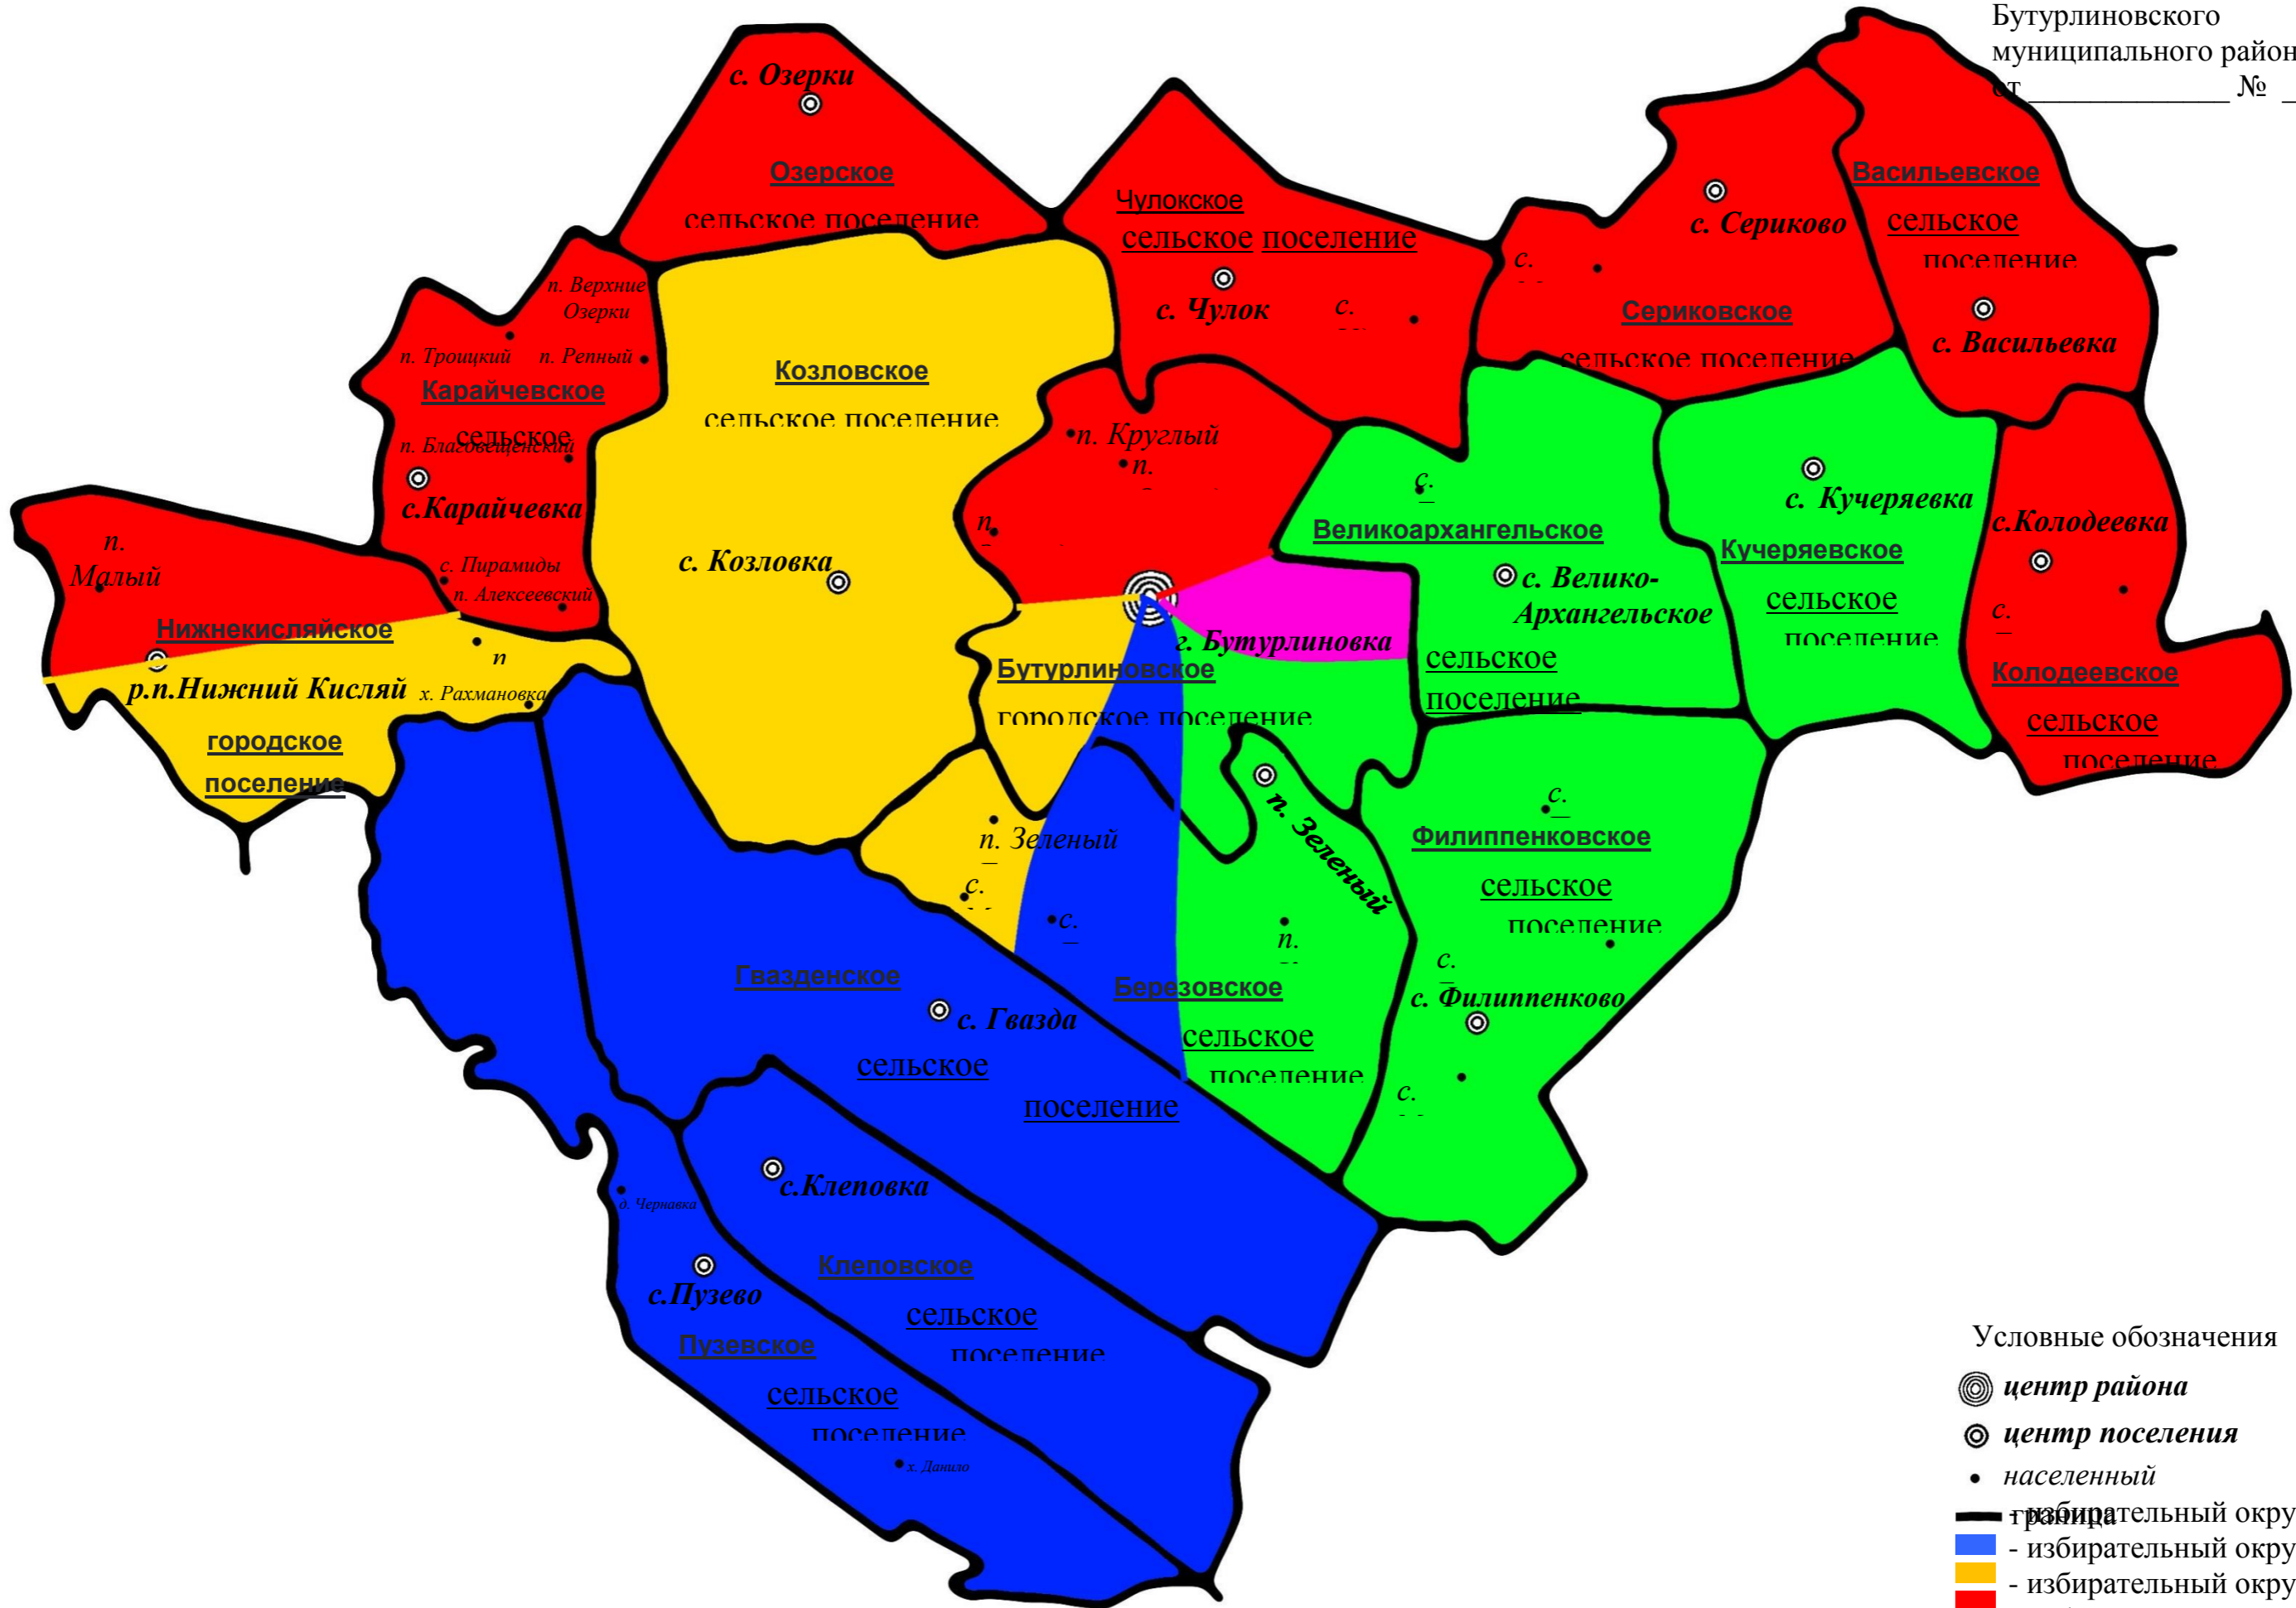 Бутурлиновского
муниципального район
от _____________ № _
с. Озерки
Озерское
сельское поселение
Чулокское
сельское поселение
с. Чулок
с.
с. Сериково
с.
Сериковское
сельское поселение
Васильевское
сельское
поселение
с. Васильевка
п. Верхние
Озерки
п. Троицкий
п. Репный
Карайчевское
сельское
п. Благовещенский
с.Карайчевка
с. Пирамиды
п. Алексеевский
Козловское
сельское поселение
с. Козловка
п. Круглый
п.
п.
с.
Великоархангельское
с. Велико-
Архангельское
сельское
поселение
с. Кучеряевка
Кучеряевское
сельское
поселение
с.Колодеевка
с.
Колодеевское
сельское
поселение
п.
Малый
Нижнекисляйское
п
р.п.Нижний Кисляй
х. Рахмановка
городское
поселение
г. Бутурлиновка
Бутурлиновское
городское поселение
п. Зеленый
п. Зеленый
с.
с.
п.
Березовское
сельское
поселение
с.
Филиппенковское
сельское
поселение
с.
с. Филиппенково
с.
Гвазденское
с. Гвазда
сельское
поселение
с.Клеповка
Клеповское
сельское
поселение
д. Чернавка
с.Пузево
Пузевское
сельское
поселение
х. Данило
Условные обозначения
центр района
центр поселения
населенный
граница
- избирательный окру
- избирательный окру
- избирательный окру